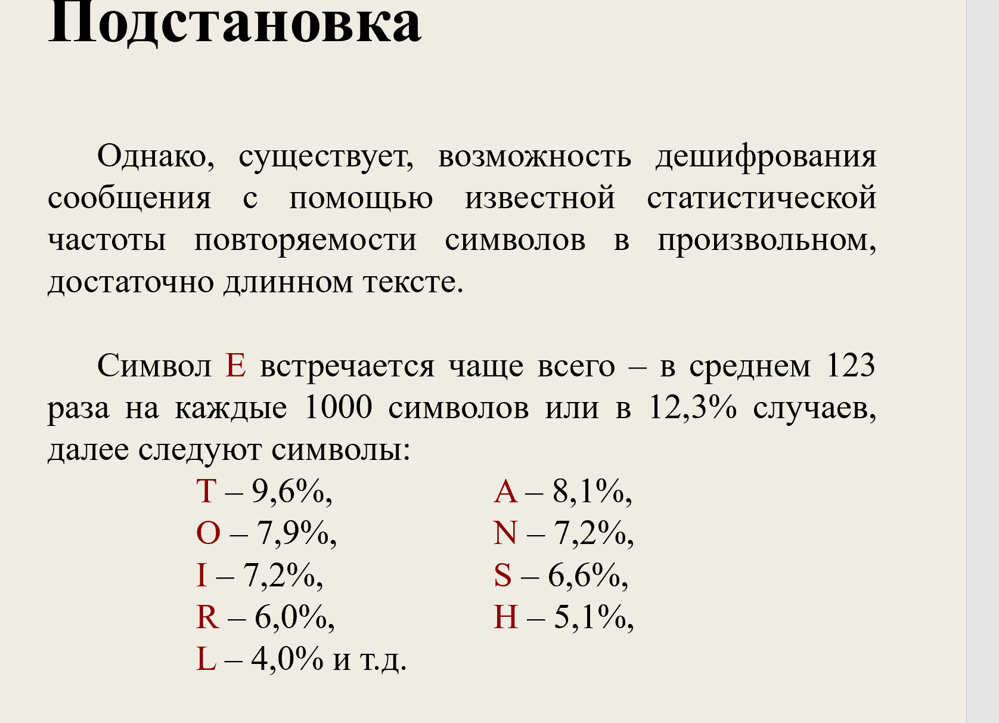 Подстановка
Однако, существует, возможность дешифрования
сообщения с помощью известной статистической
частоты повторяемости символов в произвольном,
достаточно длинном тексте.
Символ E встречается чаще всего – в среднем 123
раза на каждые 1000 символов или в 12,3% случаев,
далее следуют символы:
T – 9,6%, A – 8,1%,
O – 7,9%, N – 7,2%,
I – 7,2%, S – 6,6%,
R – 6,0%, H – 5,1%,
L – 4,0% и т.д.